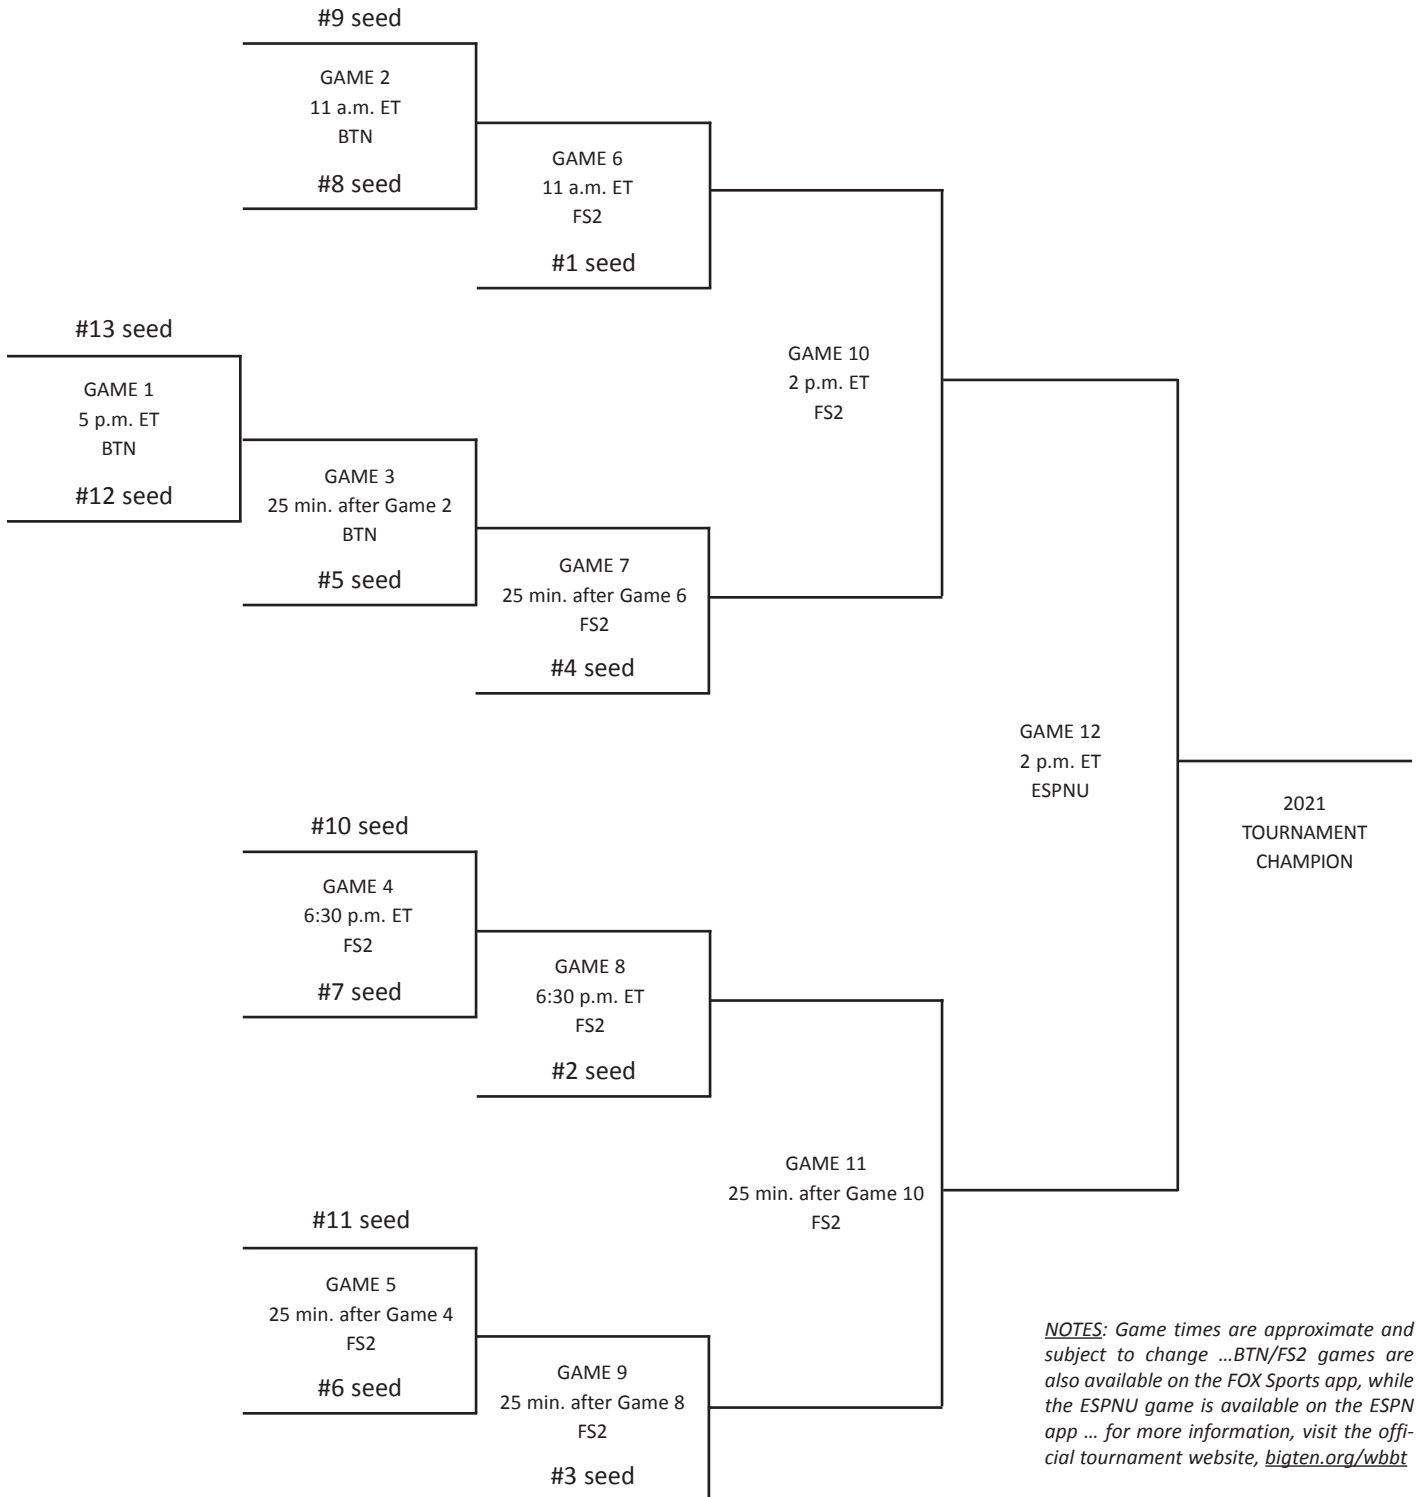 #9 seed
GAME 2
11 a.m. ET
BTN
#8 seed
GAME 6
11 a.m. ET
FS2
#1 seed
#13 seed
GAME 1
5 p.m. ET
BTN
#12 seed
GAME 3
25 min. after Game 2
BTN
#5 seed
GAME 7
25 min. after Game 6
FS2
#4 seed
GAME 10
2 p.m. ET
FS2
GAME 12
2 p.m. ET
ESPNU
2021
TOURNAMENT
CHAMPION
#10 seed
GAME 4
6:30 p.m. ET
FS2
#7 seed
GAME 8
6:30 p.m. ET
FS2
#2 seed
GAME 11
25 min. after Game 10
FS2
#11 seed
GAME 5
25 min. after Game 4
FS2
#6 seed
GAME 9
25 min. after Game 8
FS2
#3 seed
NOTES: Game times are approximate and
subject to change ...BTN/FS2 games are
also available on the FOX Sports app, while
the ESPNU game is available on the ESPN
app ... for more information, visit the offi-
cial tournament website, bigten.org/wbbt